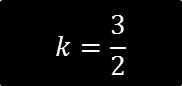 k = 3/2